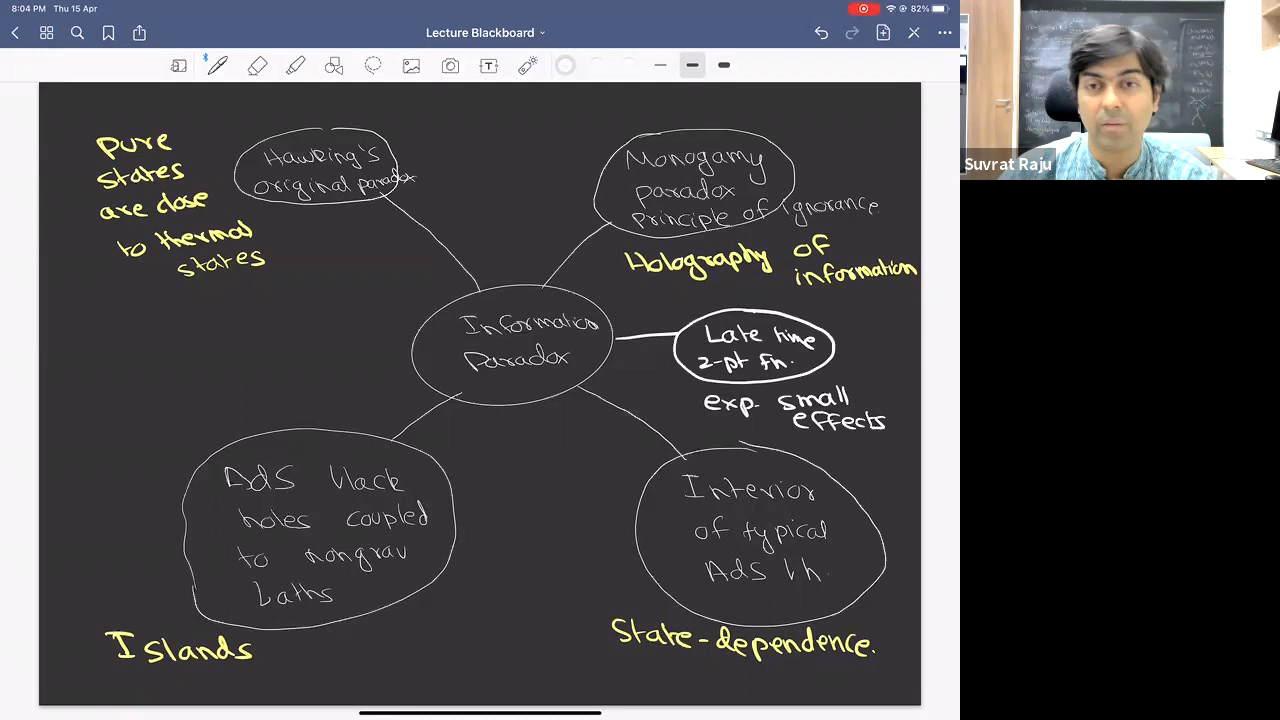 8:04 PM Thu 15 Apr
82%
Lecture Blackboard
T
pure
states
are close
to thermal
states
Hawking's
original paradox
Monogamy
paradox
principle of Ignorance
Holography of
information
Information
Paradox
Late time
2-pt fn.
exp. small
effects
AdS black
holes coupled
to nongrav
baths
Islands
Interior
of typical
AdS bh.
State-dependence.
Suvrat Raju